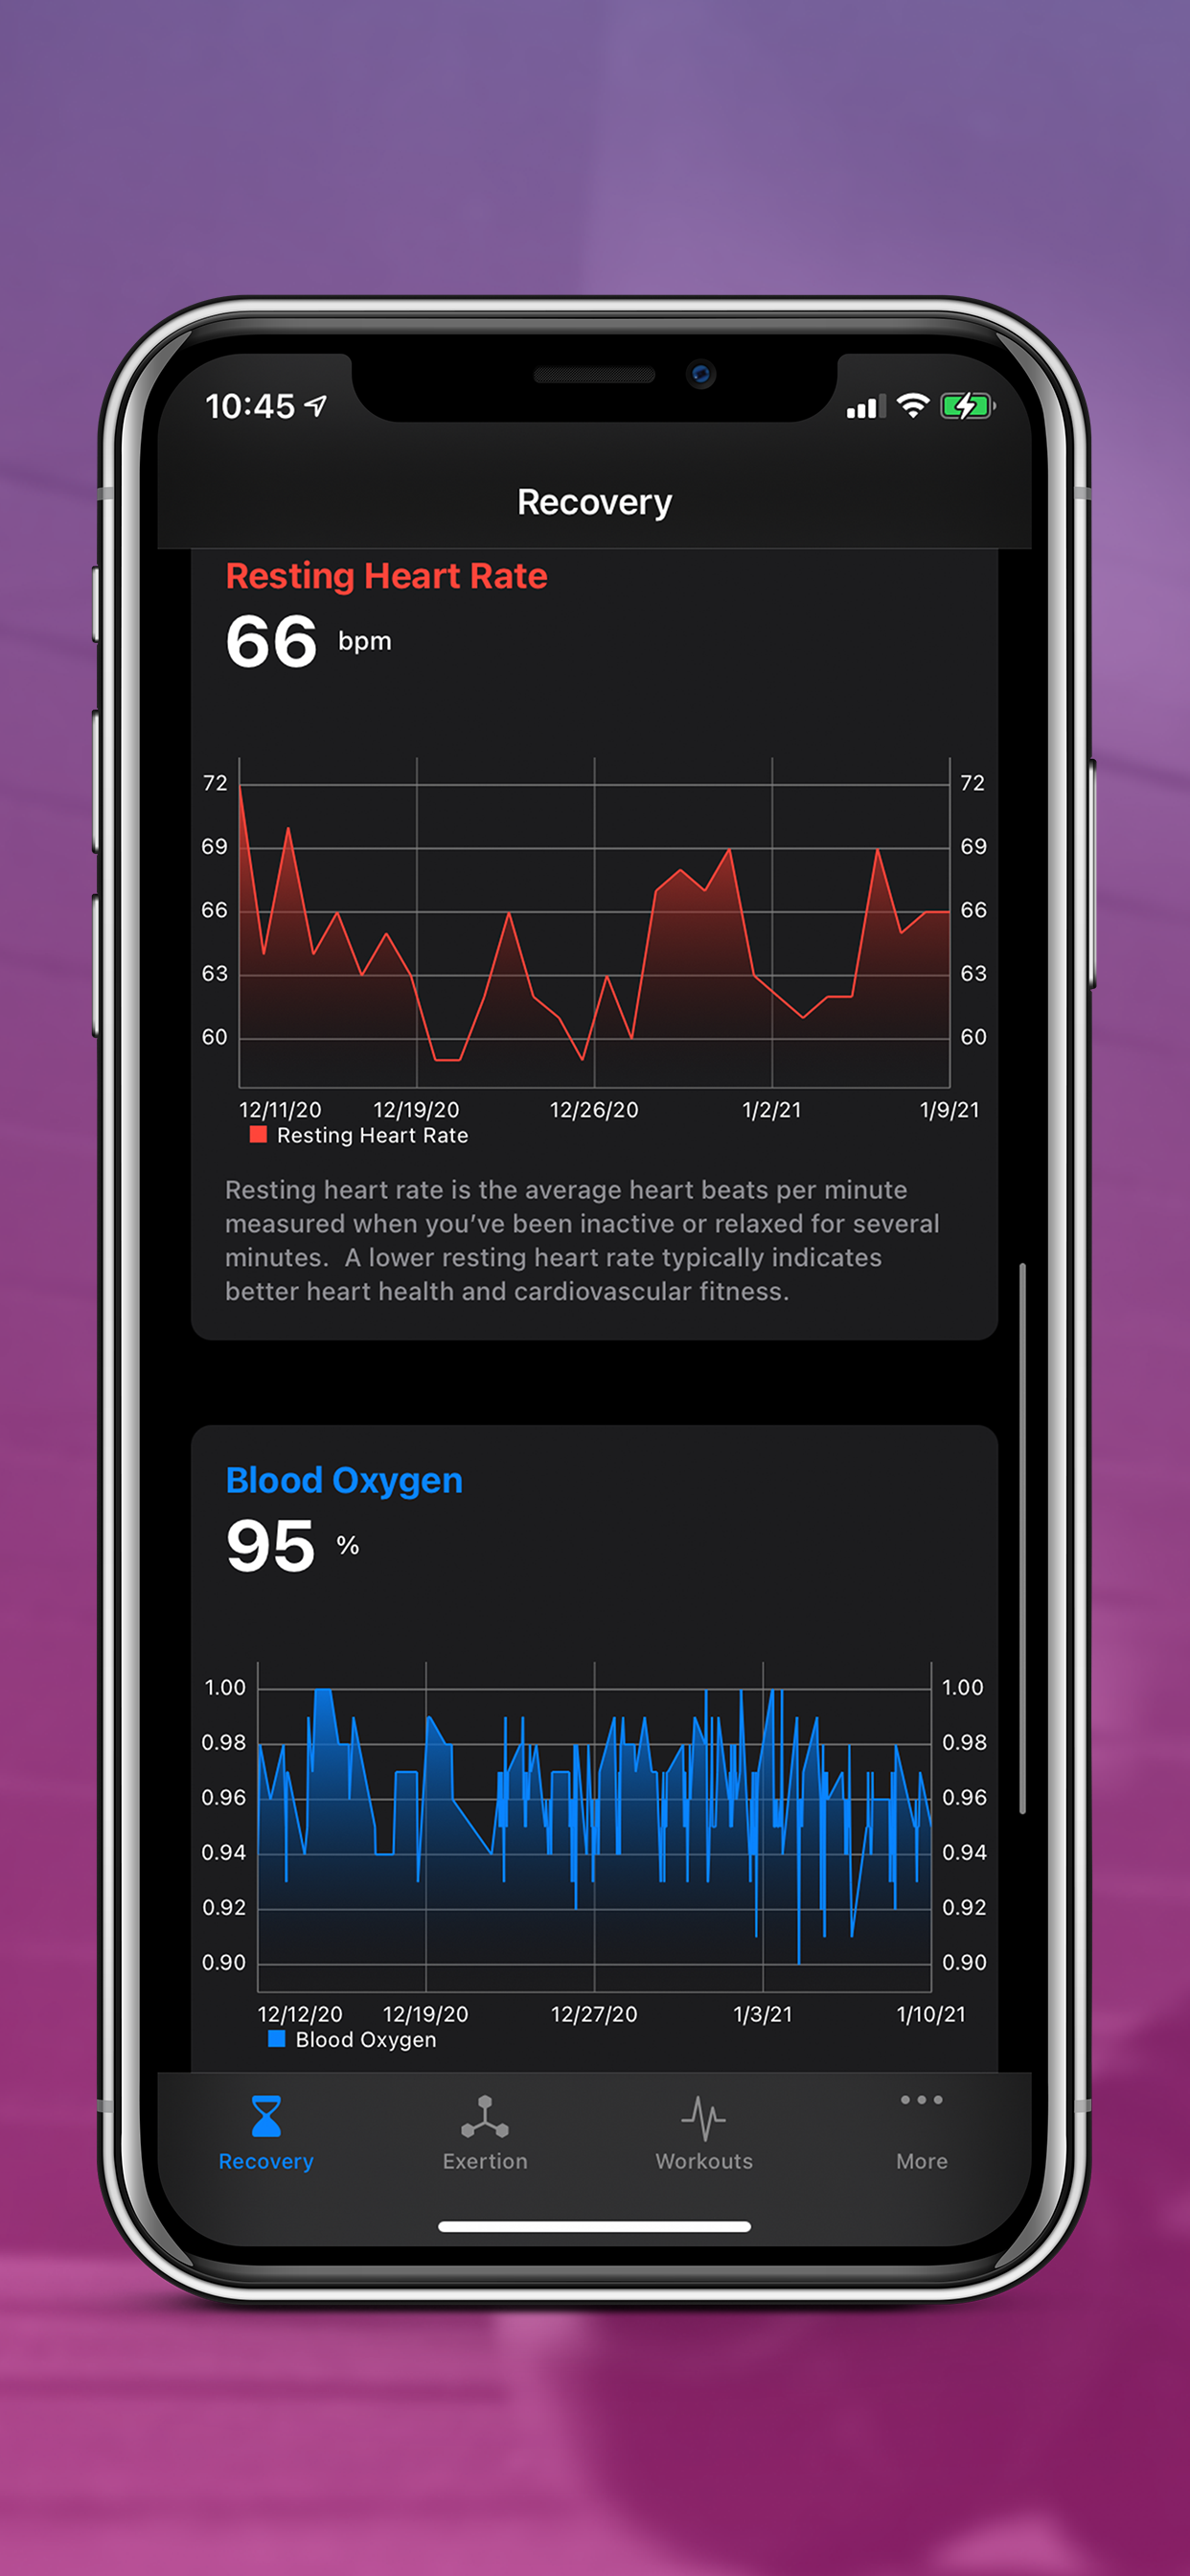 10:45
Recovery
Resting Heart Rate
66 bpm
72 72
69 69
66 66
63 63
60 60
12/11/20 12/19/20 12/26/20 1/2/21 1/9/21
Resting Heart Rate
Resting heart rate is the average heart beats per minute
measured when you’ve been inactive or relaxed for several
minutes.  A lower resting heart rate typically indicates
better heart health and cardiovascular fitness.
Blood Oxygen
95 %
1.00 1.00
0.98 0.98
0.96 0.96
0.94 0.94
0.92 0.92
0.90 0.90
12/12/20 12/19/20 12/27/20 1/3/21 1/10/21
Blood Oxygen
Recovery Exertion Workouts More